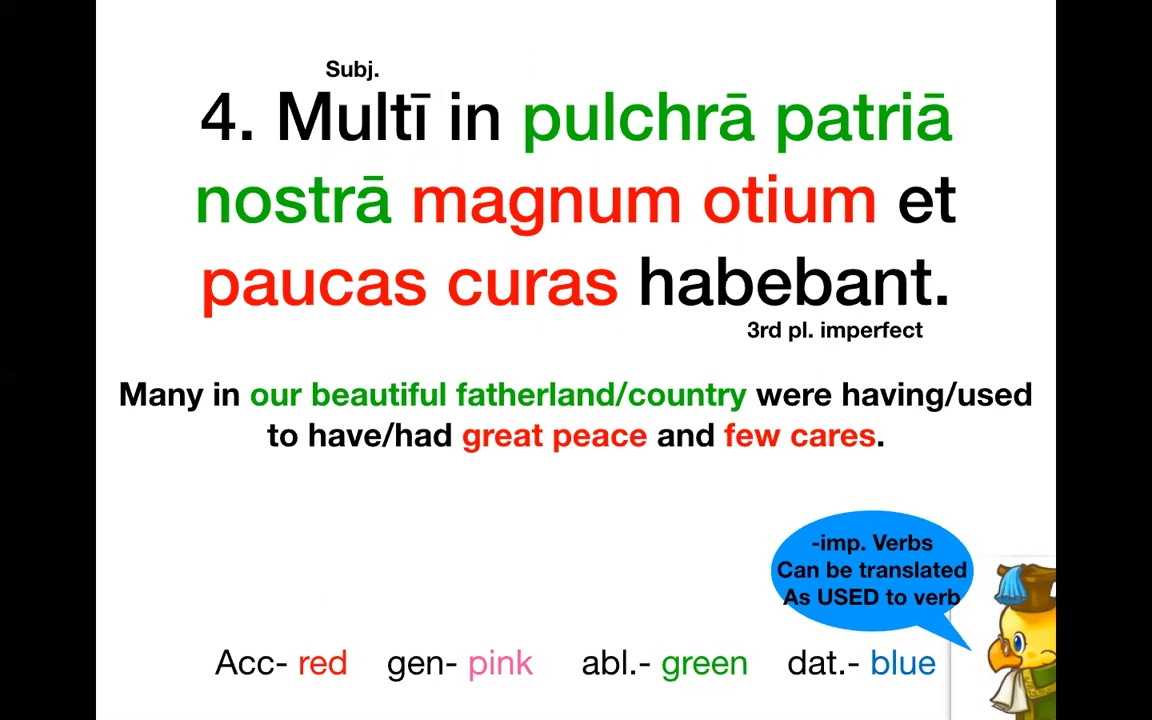 Subj.
4. Multī in pulchrā patriā
nostrā magnum otium et
paucas curas habebant.
3rd pl. imperfect
Many in our beautiful fatherland/country were having/used
to have/had great peace and few cares.
-imp. Verbs
Can be translated
As USED to verb
Acc- red gen- pink abl.- green dat.- blue